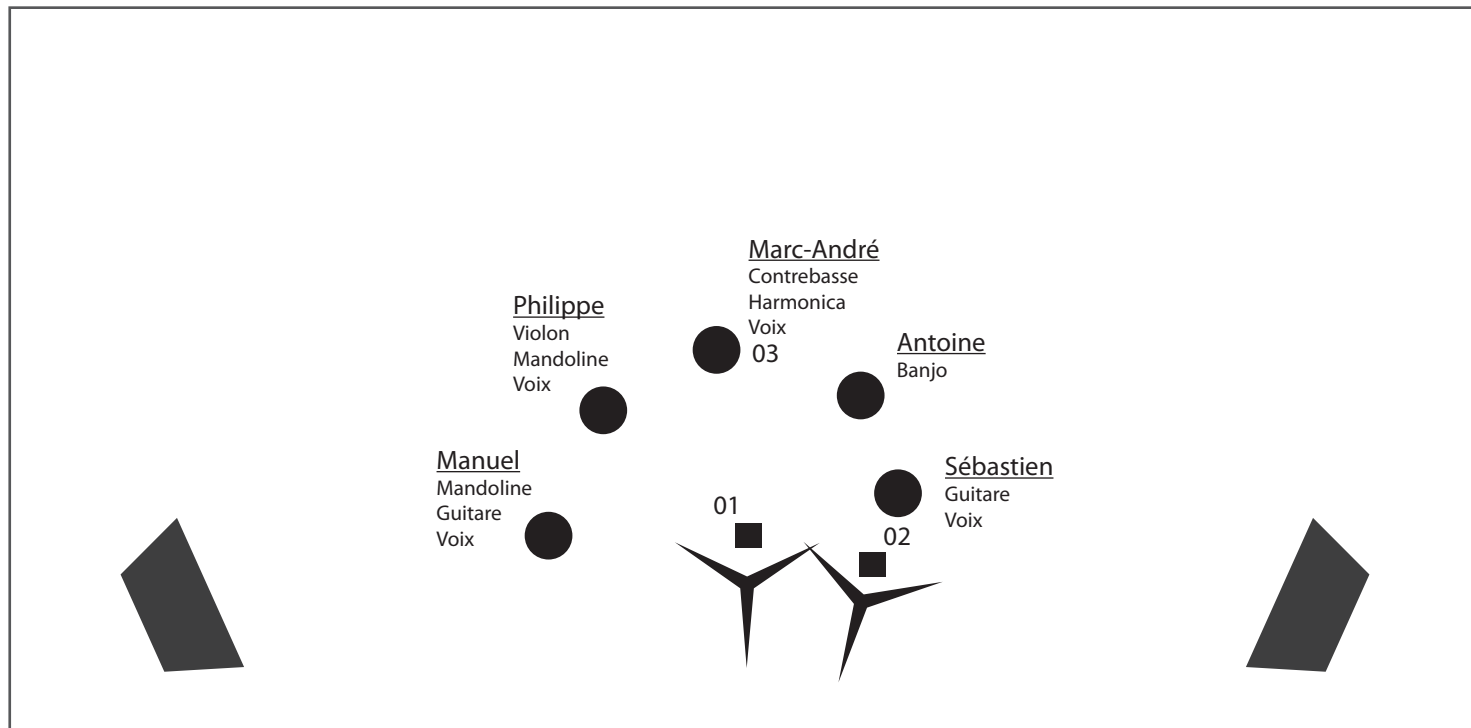 Marc-André
Contrebasse
Harmonica
Voix
03
Philippe
Violon
Mandoline
Voix
Antoine
Banjo
Manuel
Mandoline
Guitare
Voix
Sébastien
Guitare
Voix
01
02